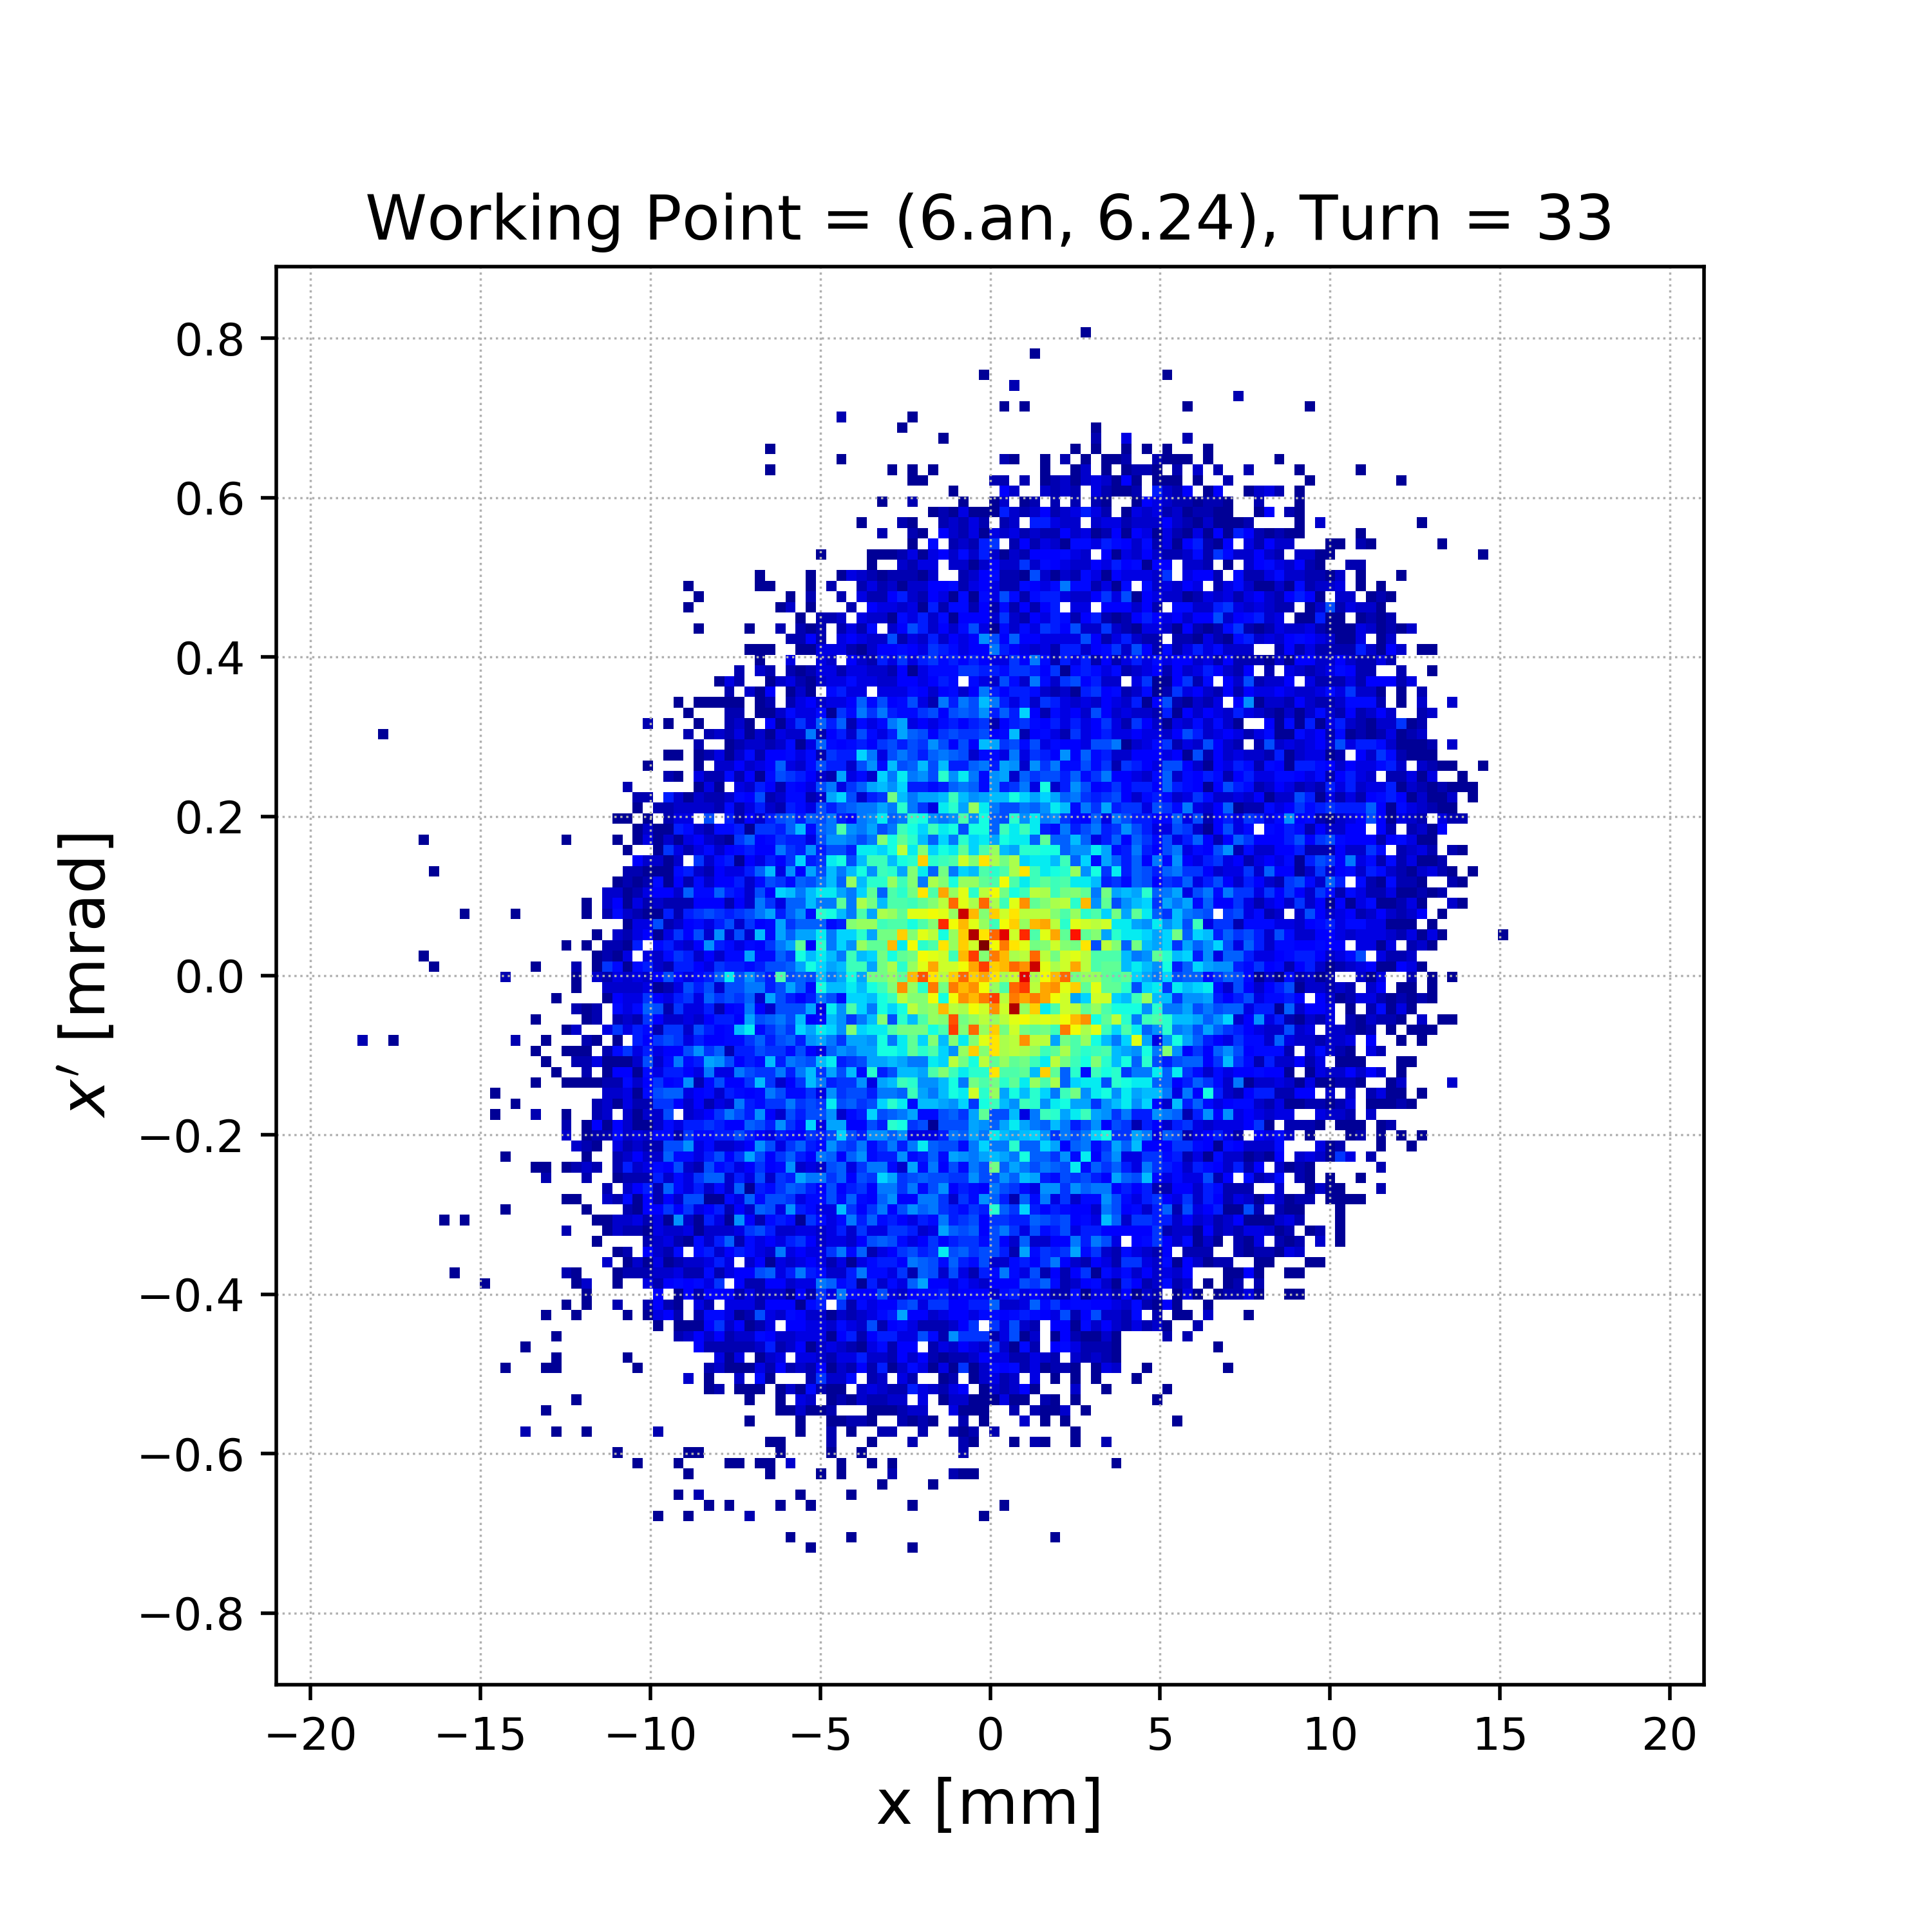 Working Point = (6.an, 6.24), Turn = 33
0.8
0.6
0.4
0.2
0.0
−0.2
−0.4
−0.6
−0.8
x′ [mrad]
−20 −15 −10 −5 0 5 10 15 20
x [mm]